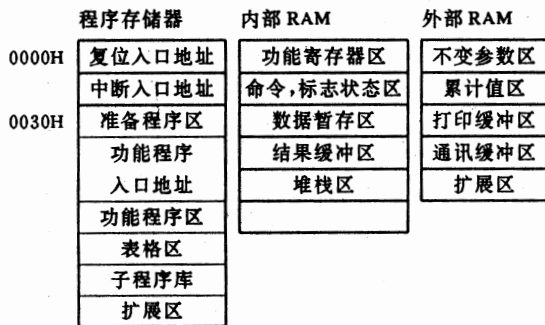 程序存储器 内部 RAM 外部 RAM
0000H 复位入口地址 功能寄存器区 不变参数区
中断入口地址 命令,标志状态区 累计值区
0030H 准备程序区 数据暂存区 打印缓冲区
功能程序 结果缓冲区 通讯缓冲区
入口地址 堆栈区 扩展区
功能程序区
表格区
子程序库
扩展区